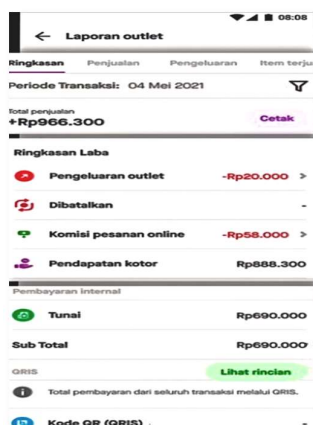 08:08
← Laporan outlet
Ringkasan Penjualan Pengeluaran Item terju
Periode Transaksi: 04 Mei 2021
Total penjualan
+Rp966.300
Cetak
Ringkasan Laba
Pengeluaran outlet -Rp20.000 >
Dibatalkan -
Komisi pesanan online -Rp58.000 >
Pendapatan kotor Rp888.300
Pembayaran internal
Tunai Rp690.000
Sub Total Rp690.000
QRIS Lihat rincian
Total pembayaran dari seluruh transaksi melalui QRIS.
Kode QR (QRIS) -